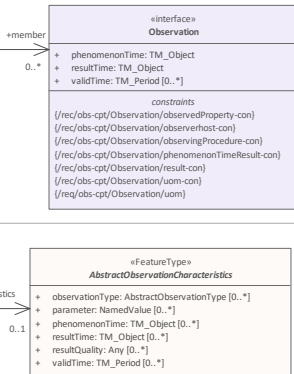 «interface»
Observation
+member
0..*
+ phenomenonTime: TM_Object
+ resultTime: TM_Object
+ validTime: TM_Period [0..*]
constraints
{/rec/obs-cpt/Observation/observedProperty-con}
{/rec/obs-cpt/Observation/observerhost-con}
{/rec/obs-cpt/Observation/observingProcedure-con}
{/rec/obs-cpt/Observation/phenomenonTimeResult-con}
{/rec/obs-cpt/Observation/result-con}
{/rec/obs-cpt/Observation/uom-con}
{/req/obs-cpt/Observation/uom}
«FeatureType»
AbstractObservationCharacteristics
stics
0..1
+ observationType: AbstractObservationType [0..*]
+ parameter: NamedValue [0..*]
+ phenomenonTime: TM_Object [0..*]
+ resultTime: TM_Object [0..*]
+ resultQuality: Any [0..*]
+ validTime: TM_Period [0..*]